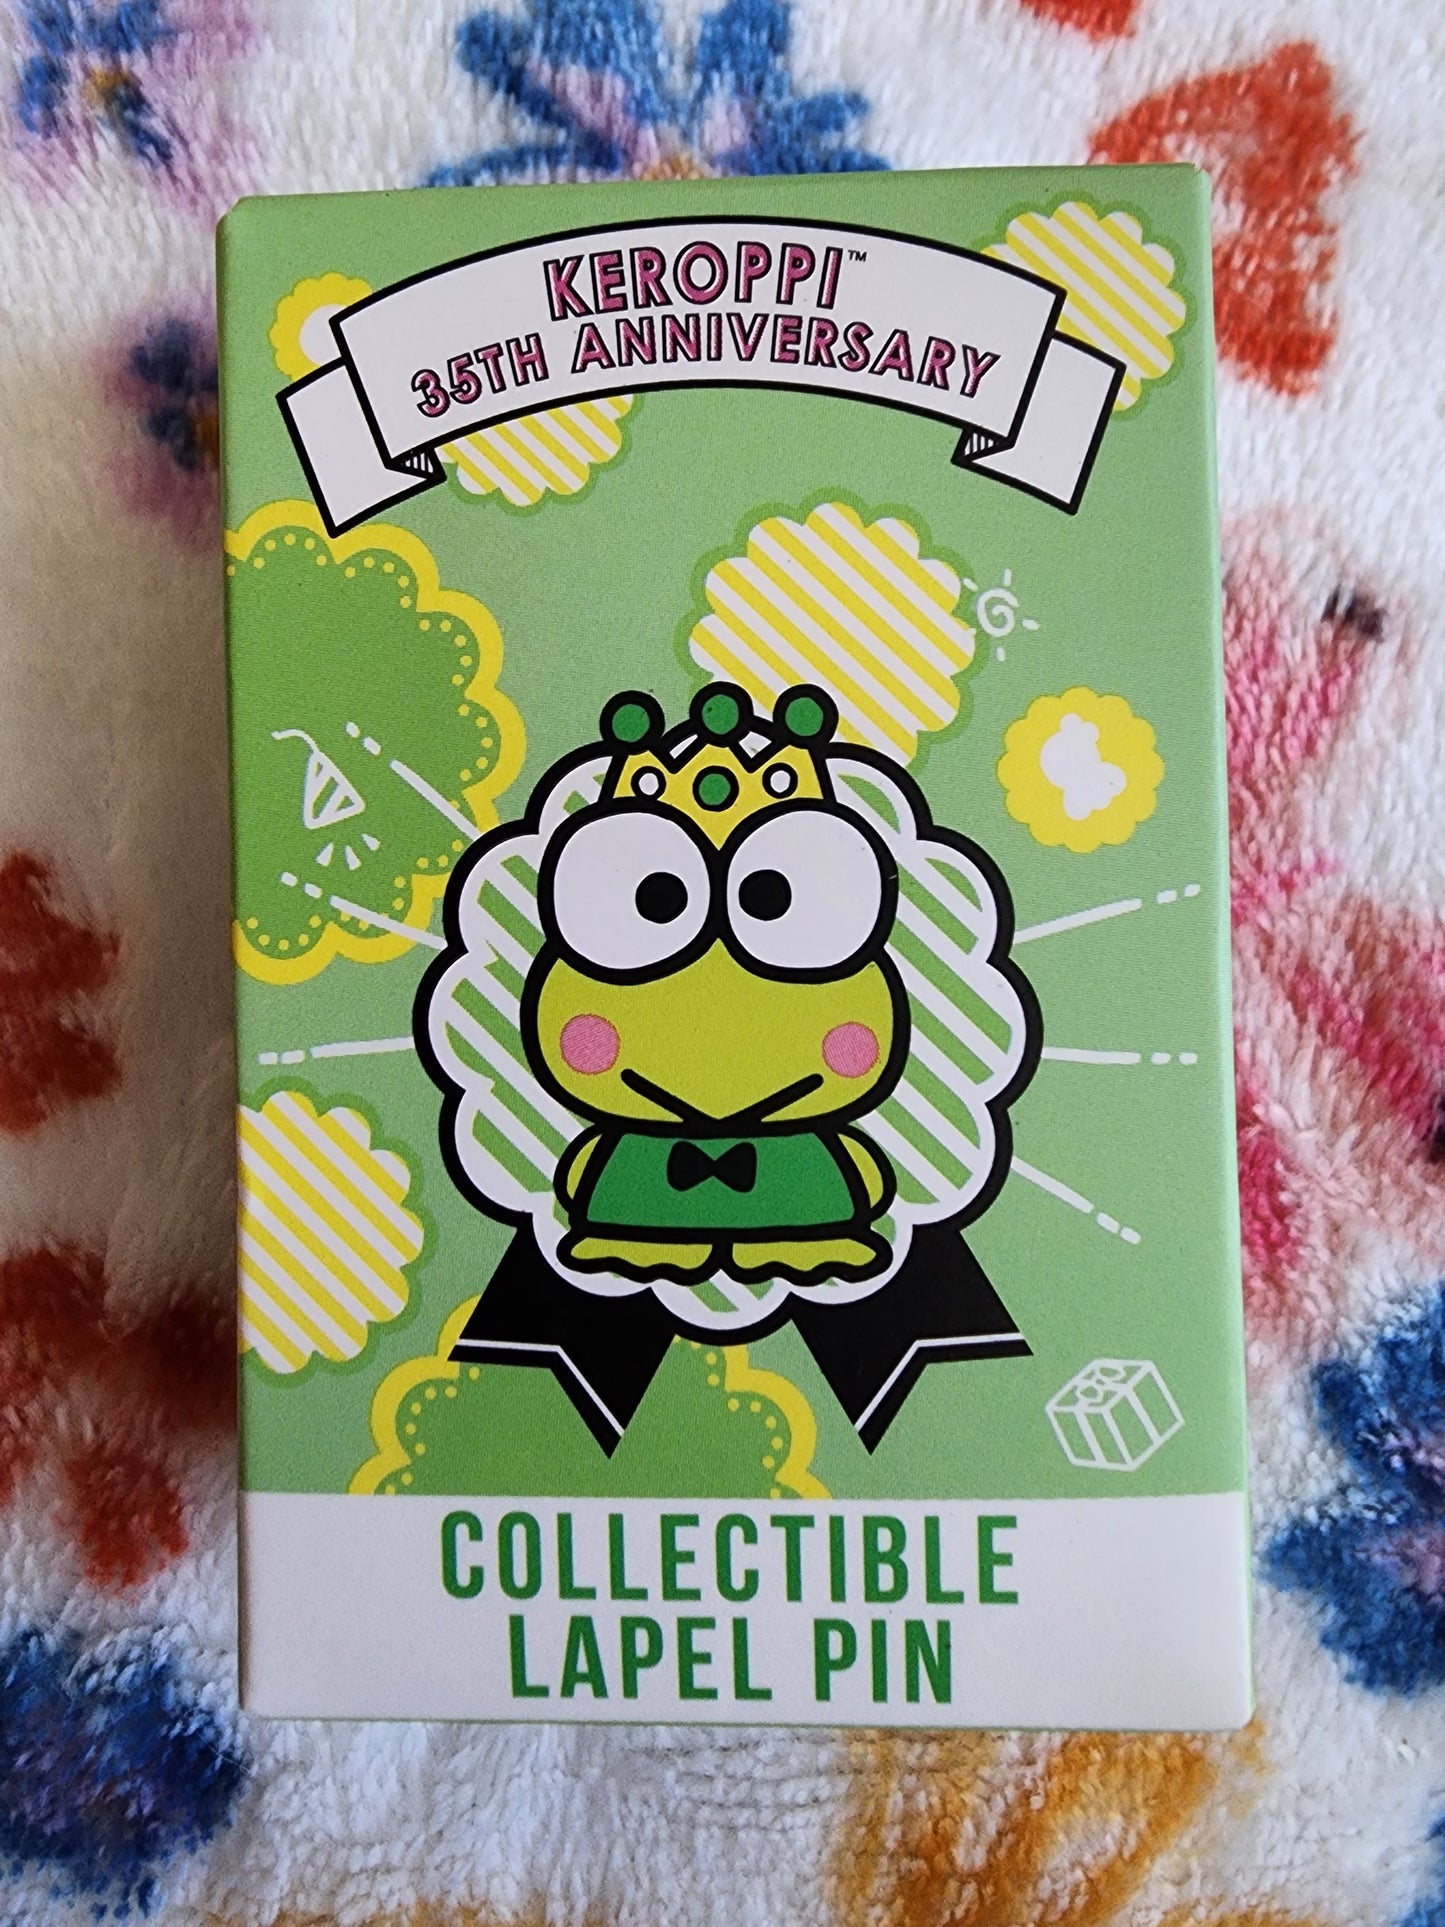 KEROPPI™
35TH ANNIVERSARY
COLLECTIBLE
LAPEL PIN